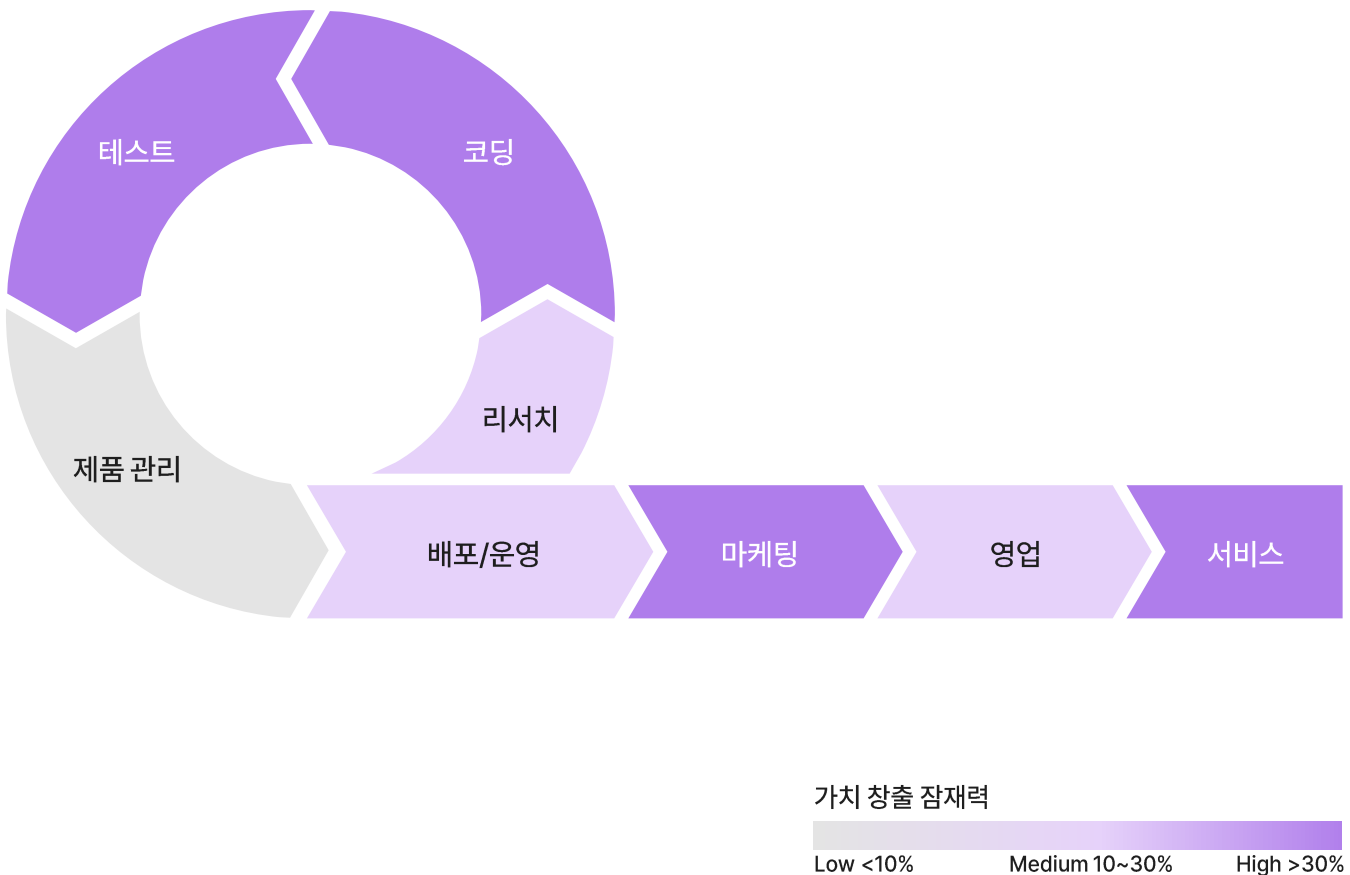 테스트
코딩
리서치
제품 관리
배포/운영
마케팅
영업
서비스
가치 창출 잠재력
Low <10%
Medium 10~30%
High >30%